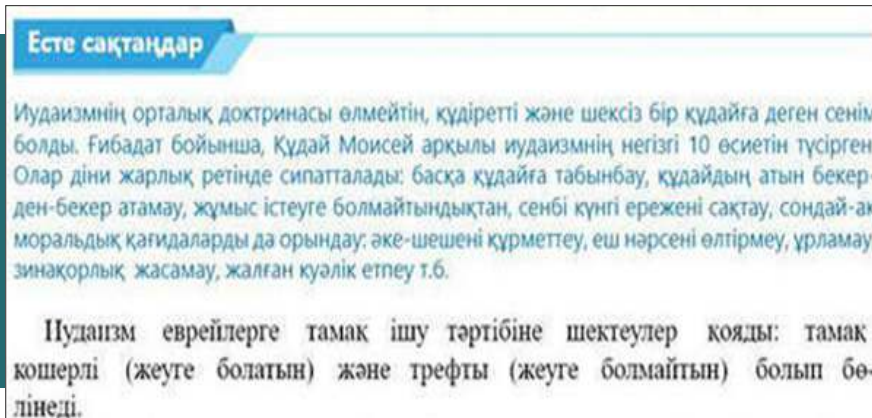 Есте сақтаңдар
Иудаизмнің орталық доктринасы өлмейтін, құдіретті және шексіз бір құдайға деген сенім
болды. Ғибадат бойынша, Құдай Моисей арқылы иудаизмнің негізгі 10 өсиетін түсірген
Олар діни жарлық ретінде сипатталады: басқа құдайға табынбау, құдайдың атын бекер-
ден-бекер атамау, жұмыс істеуге болмайтындықтан, сенбі күнгі ережені сақтау, сондай-ақ
моральдық қағидаларды да орындау: әке-шешені құрметтеу, еш нәрсені өлтірмеу, ұрламау
зинақорлық жасамау, жалған куәлік етпеу т.б.
Иудаизм еврейлерге тамақ ішу тәртібіне шектеулер қояды: тамақ
кошерлі (жеуге болатын) және трефты (жеуге болмайтын) болып бө-
лінеді.